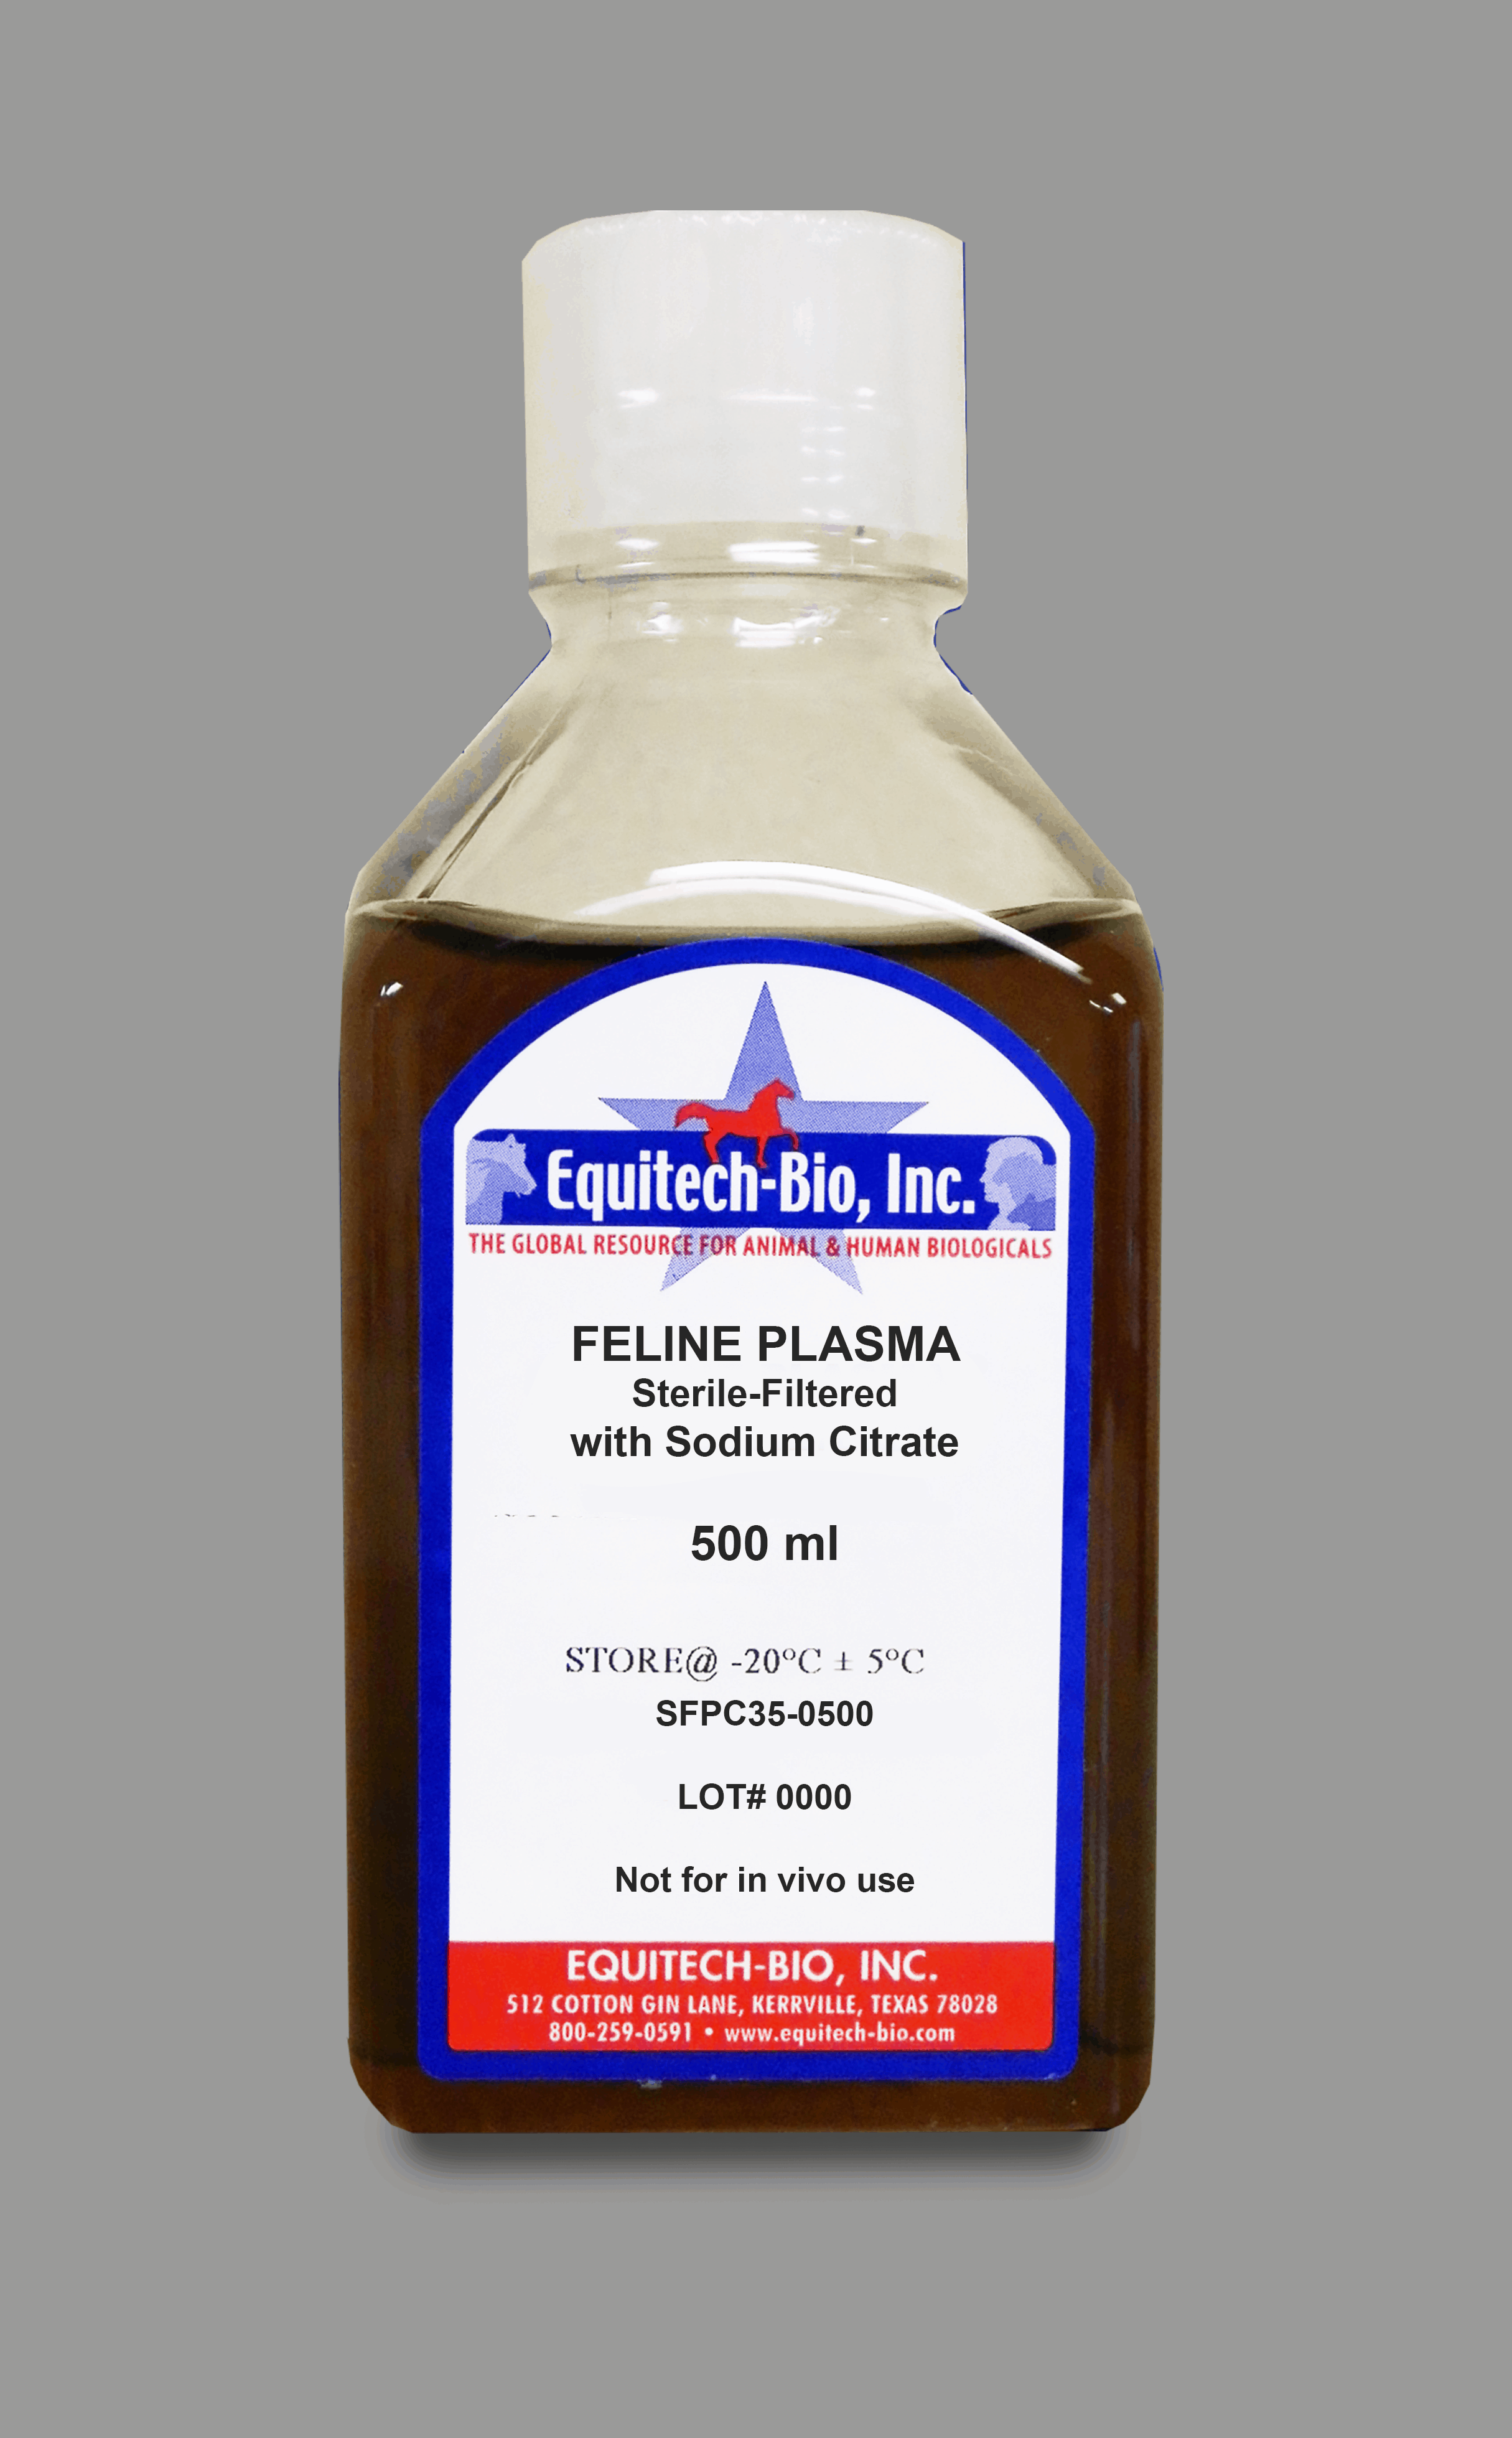 Equitech-Bio, Inc.
THE GLOBAL RESOURCE FOR ANIMAL & HUMAN BIOLOGICALS
FELINE PLASMA
Sterile-Filtered
with Sodium Citrate
500 ml
STORE@ -20°C ± 5°C
SFPC35-0500
LOT# 0000
Not for in vivo use
EQUITECH-BIO, INC.
512 COTTON GIN LANE, KERRVILLE, TEXAS 78028
800-259-0591 • www.equitech-bio.com